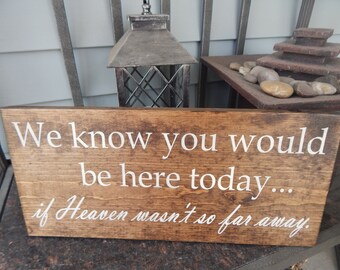 We know you would
be here today...
if Heaven wasn't so far away.